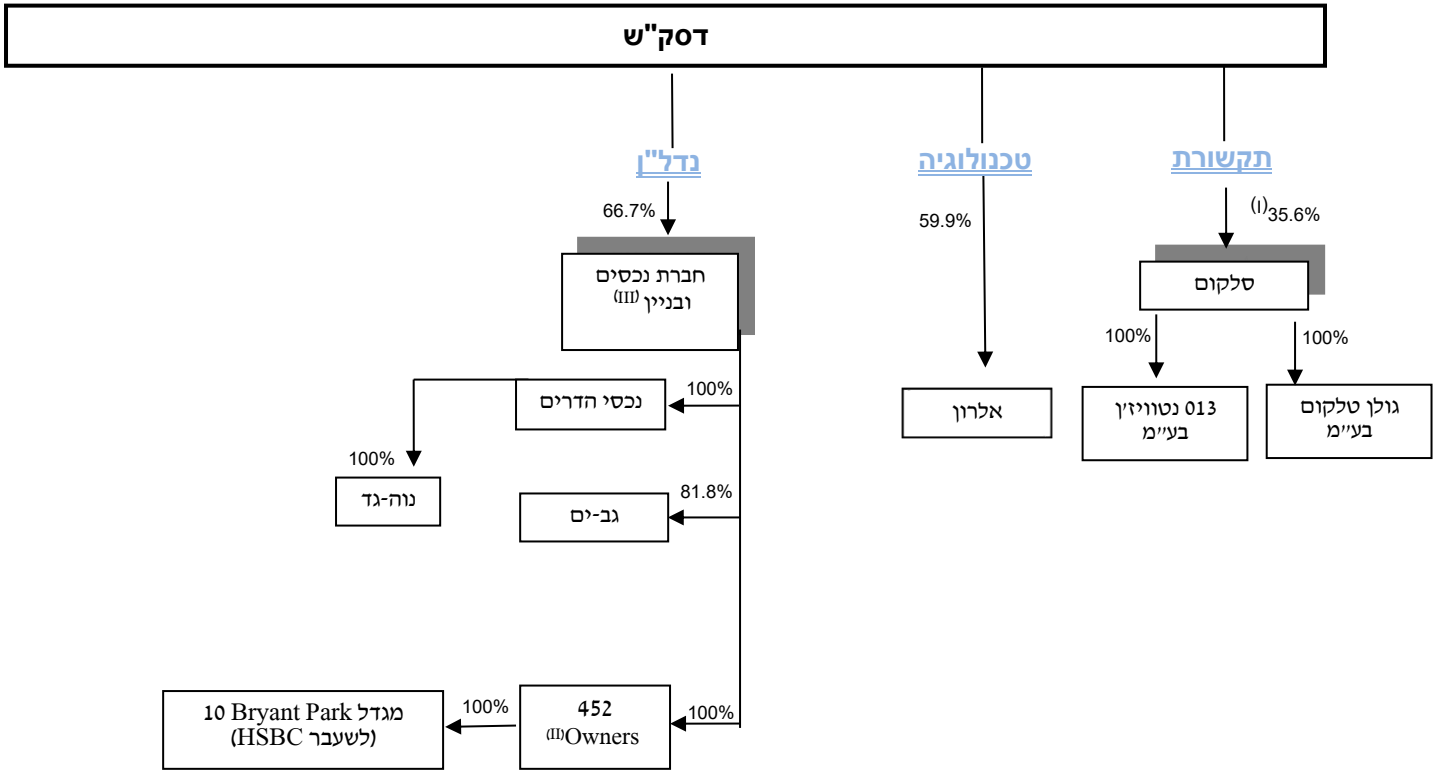 דסק"ש
תקשורת
טכנולוגיה
נדל"ן
35.6%(I)
59.9%
66.7%
סלקום
חברת נכסים
ובניין (III)
100%
100%
גולן טלקום
בע"מ
013 נטוויז'ן
בע"מ
אלרון
100%
נכסי הדרים
100%
נוה-גד
81.8%
גב-ים
100%
452
Owners(II)
100%
מגדל 10 Bryant Park
(לשעבר HSBC)